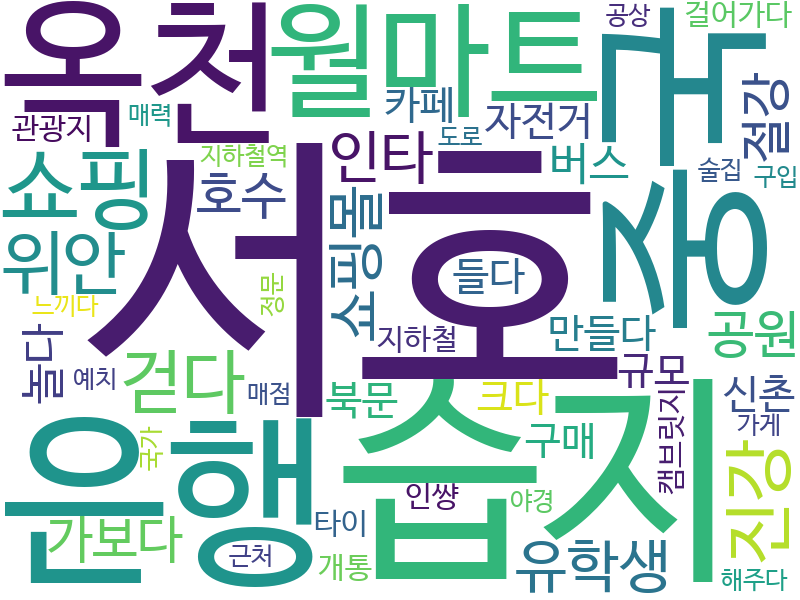 옥천
월마트
중국
공상
걸어가다
관광지
매력
카페
자전거
절강
지하철역
인타
도로
버스
술집
구입
쇼핑
호수
서호
쇼핑몰
위안
들다
정문
느끼다
지하철
만들다
공원
놀다
예치
걷다
매점
북문
크다
규모
신촌
캠브릿지
가게
은행
습지
구매
국가
진강
가보다
인썅
야경
타이
근처
개통
유학생
해주다